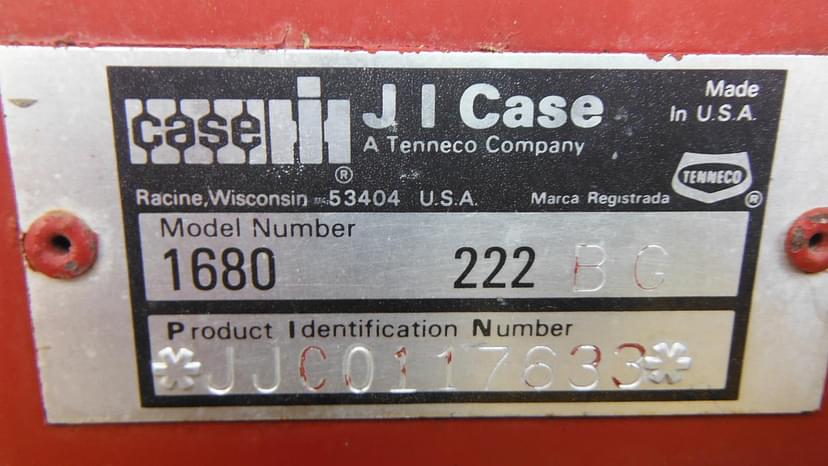 case IH ®
J I Case
A Tenneco Company
Made
In U.S.A.
TENNECO ®
Racine, Wisconsin 53404 U.S.A.
Marca Registrada
Model Number
1680 222 BG
Product Identification Number
*JJC0117633*